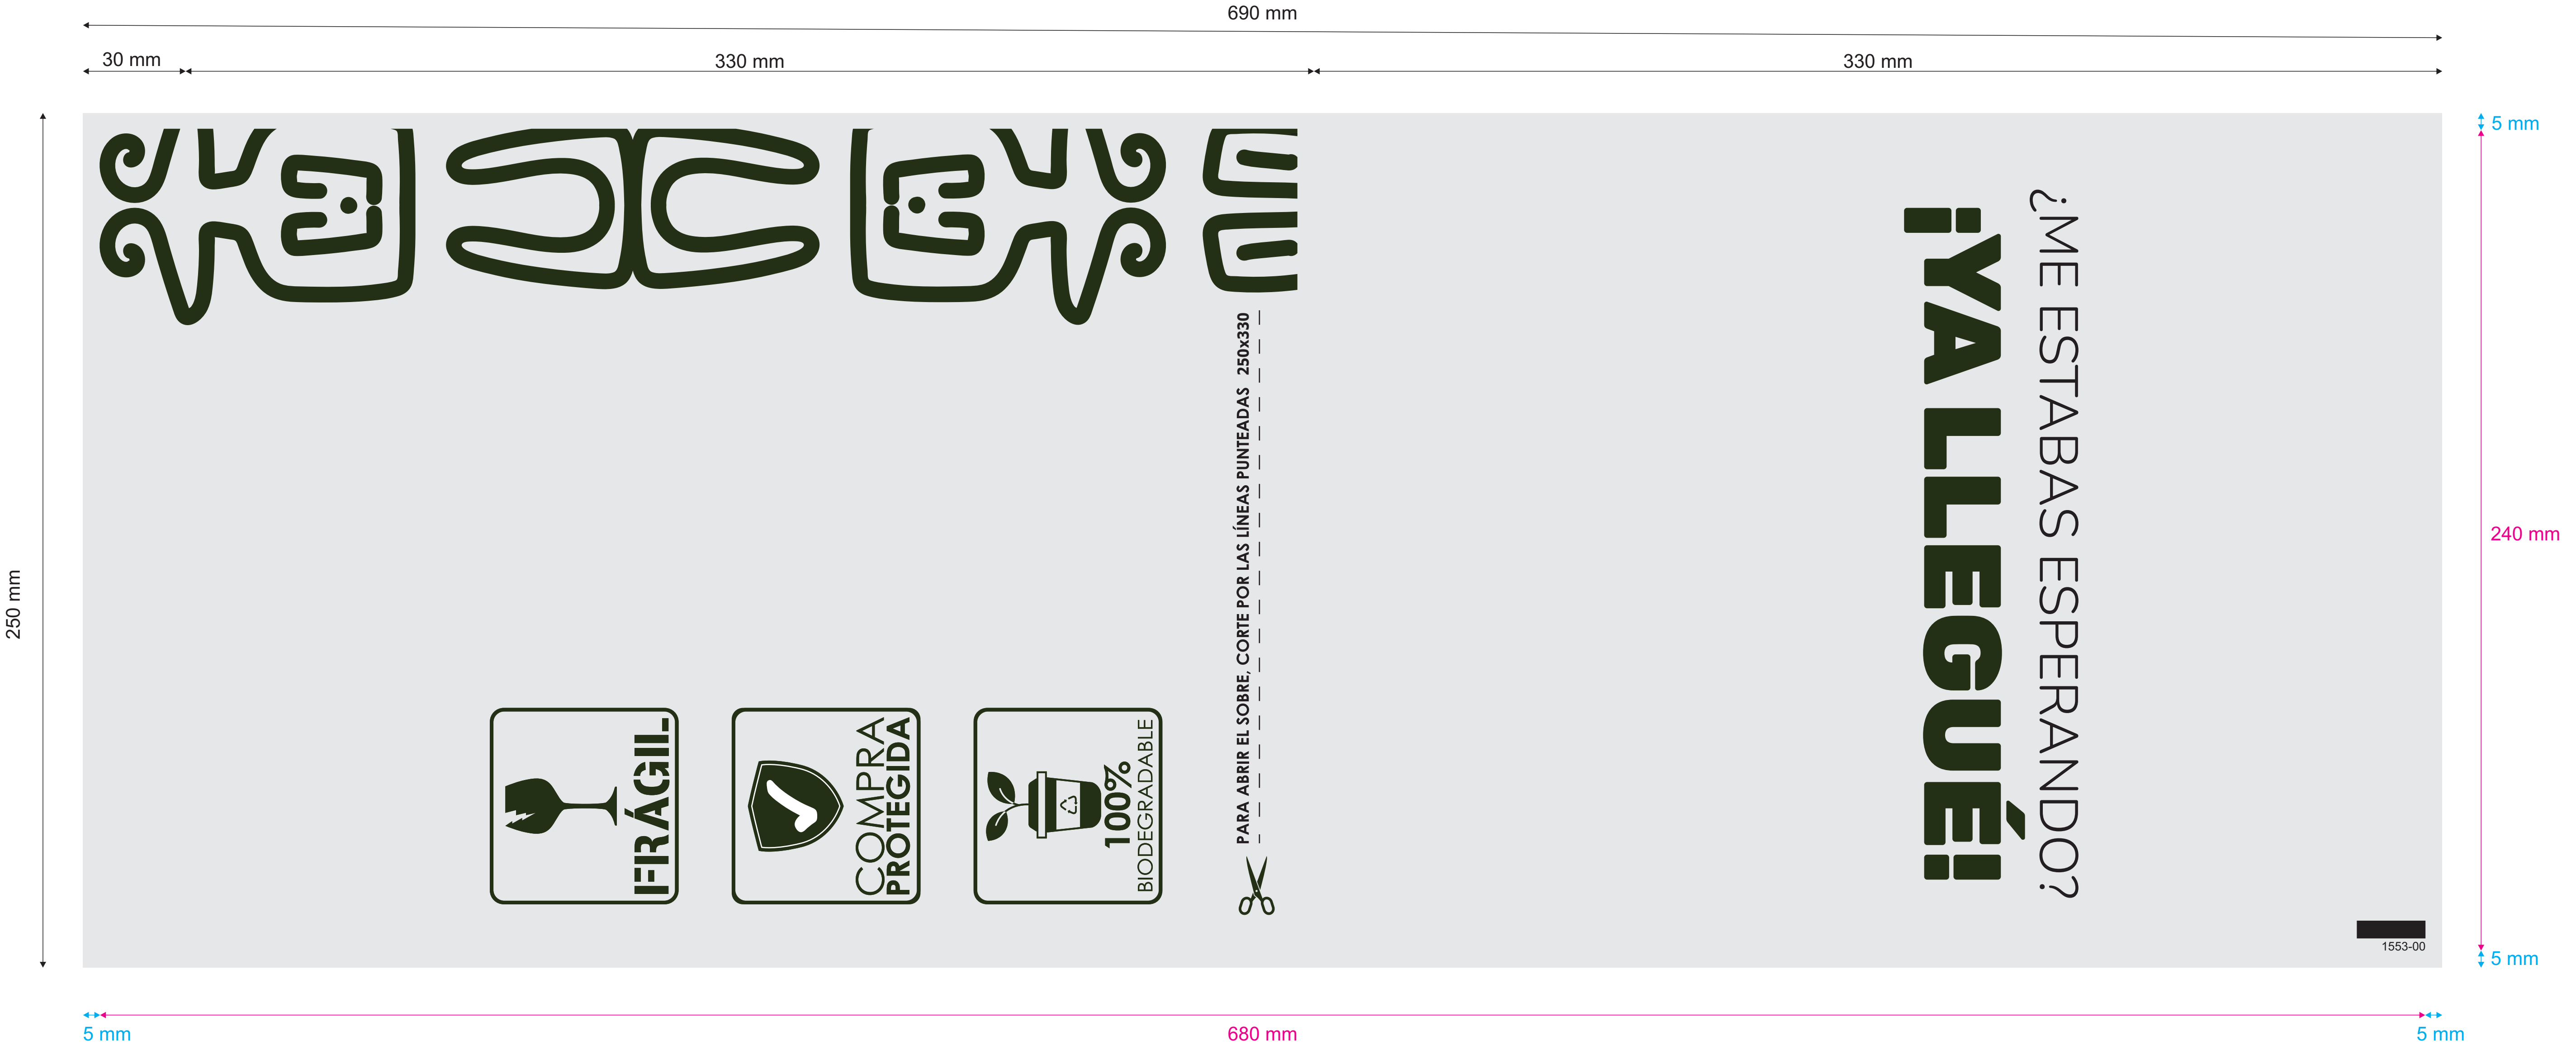 690 mm
30 mm
330 mm
330 mm
5 mm
250 mm
240 mm
PARA ABRIR EL SOBRE, CORTE POR LAS LÍNEAS PUNTEADAS 250x330
FRÁGIL
COMPRA
PROTEGIDA
100%
BIODEGRADABLE
¿ME ESTABAS ESPERANDO?
¡YA LLEGUÉ!
1553-00
5 mm
5 mm
680 mm
5 mm